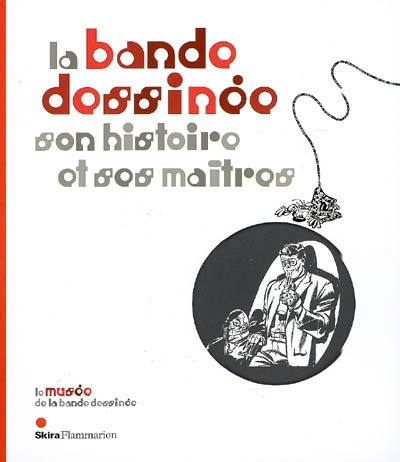 la bande
dessinée
son histoire
et ses maîtres
le musée
de la bande dessinée
Skira Flammarion